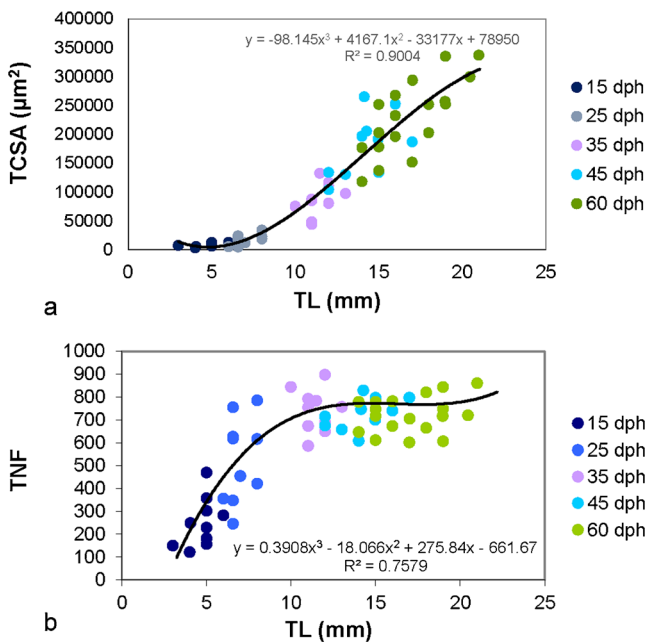 y = -98.145x³ + 4167.1x² - 33177x + 78950
R² = 0.9004
TCSA (µm²)
400000
350000
300000
250000
200000
150000
100000
50000
0
0 5 10 15 20 25
TL (mm)
15 dph
25 dph
35 dph
45 dph
60 dph
a
TNF
1000
900
800
700
600
500
400
300
200
100
0
y = 0.3908x³ - 18.066x² + 275.84x - 661.67
R² = 0.7579
0 5 10 15 20 25
TL (mm)
15 dph
25 dph
35 dph
45 dph
60 dph
b